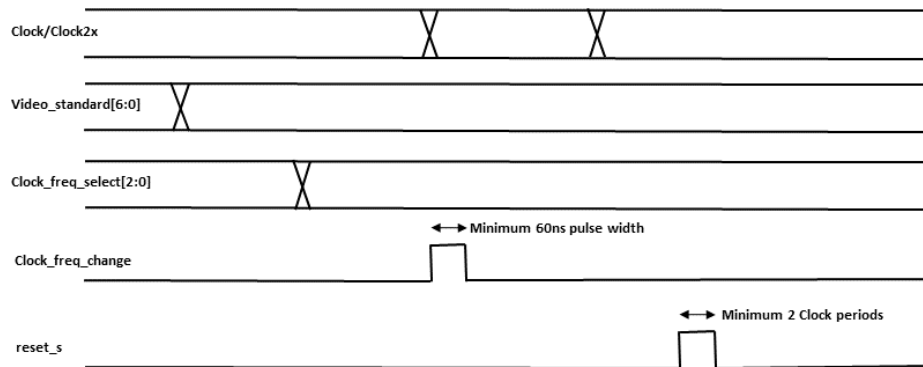 Clock/Clock2x
Video_standard[6:0]
Clock_freq_select[2:0]
Minimum 60ns pulse width
Clock_freq_change
Minimum 2 Clock periods
reset_s